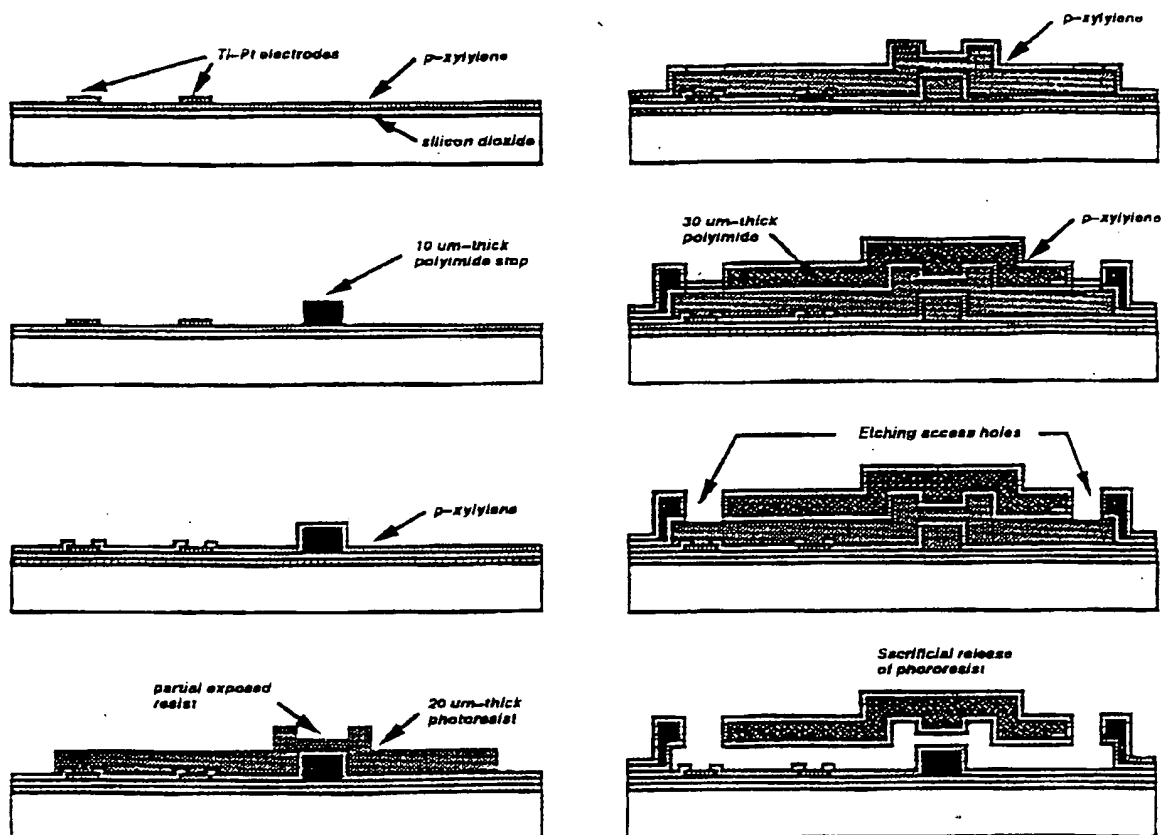 Ti-Pt electrodes
p-xylylene
silicon dioxide
10 um-thick
polyimide stop
p-xylylene
partial exposed
resist
20 um-thick
photoresist
p-xylylene
30 um-thick
polyimide
p-xylylene
Etching access holes
Sacrificial release
of phororesist